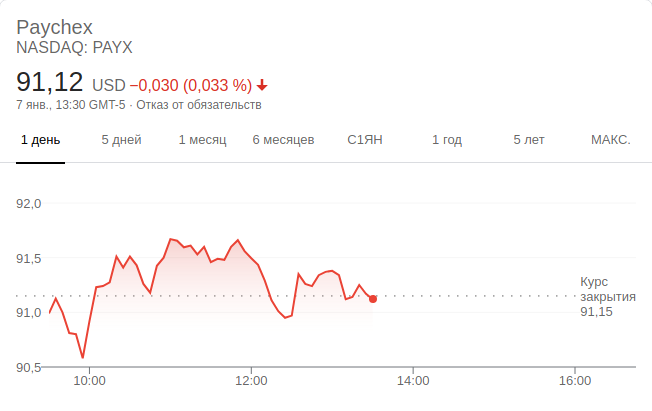 Paychex
NASDAQ: PAYX
91,12 USD −0,030 (0,033 %)
7 янв., 13:30 GMT-5 · Отказ от обязательств
1 день 5 дней 1 месяц 6 месяцев С1ЯН 1 год 5 лет МАКС.
92,0
91,5
91,0
90,5
Курс
закрытия
91,15
10:00 12:00 14:00 16:00